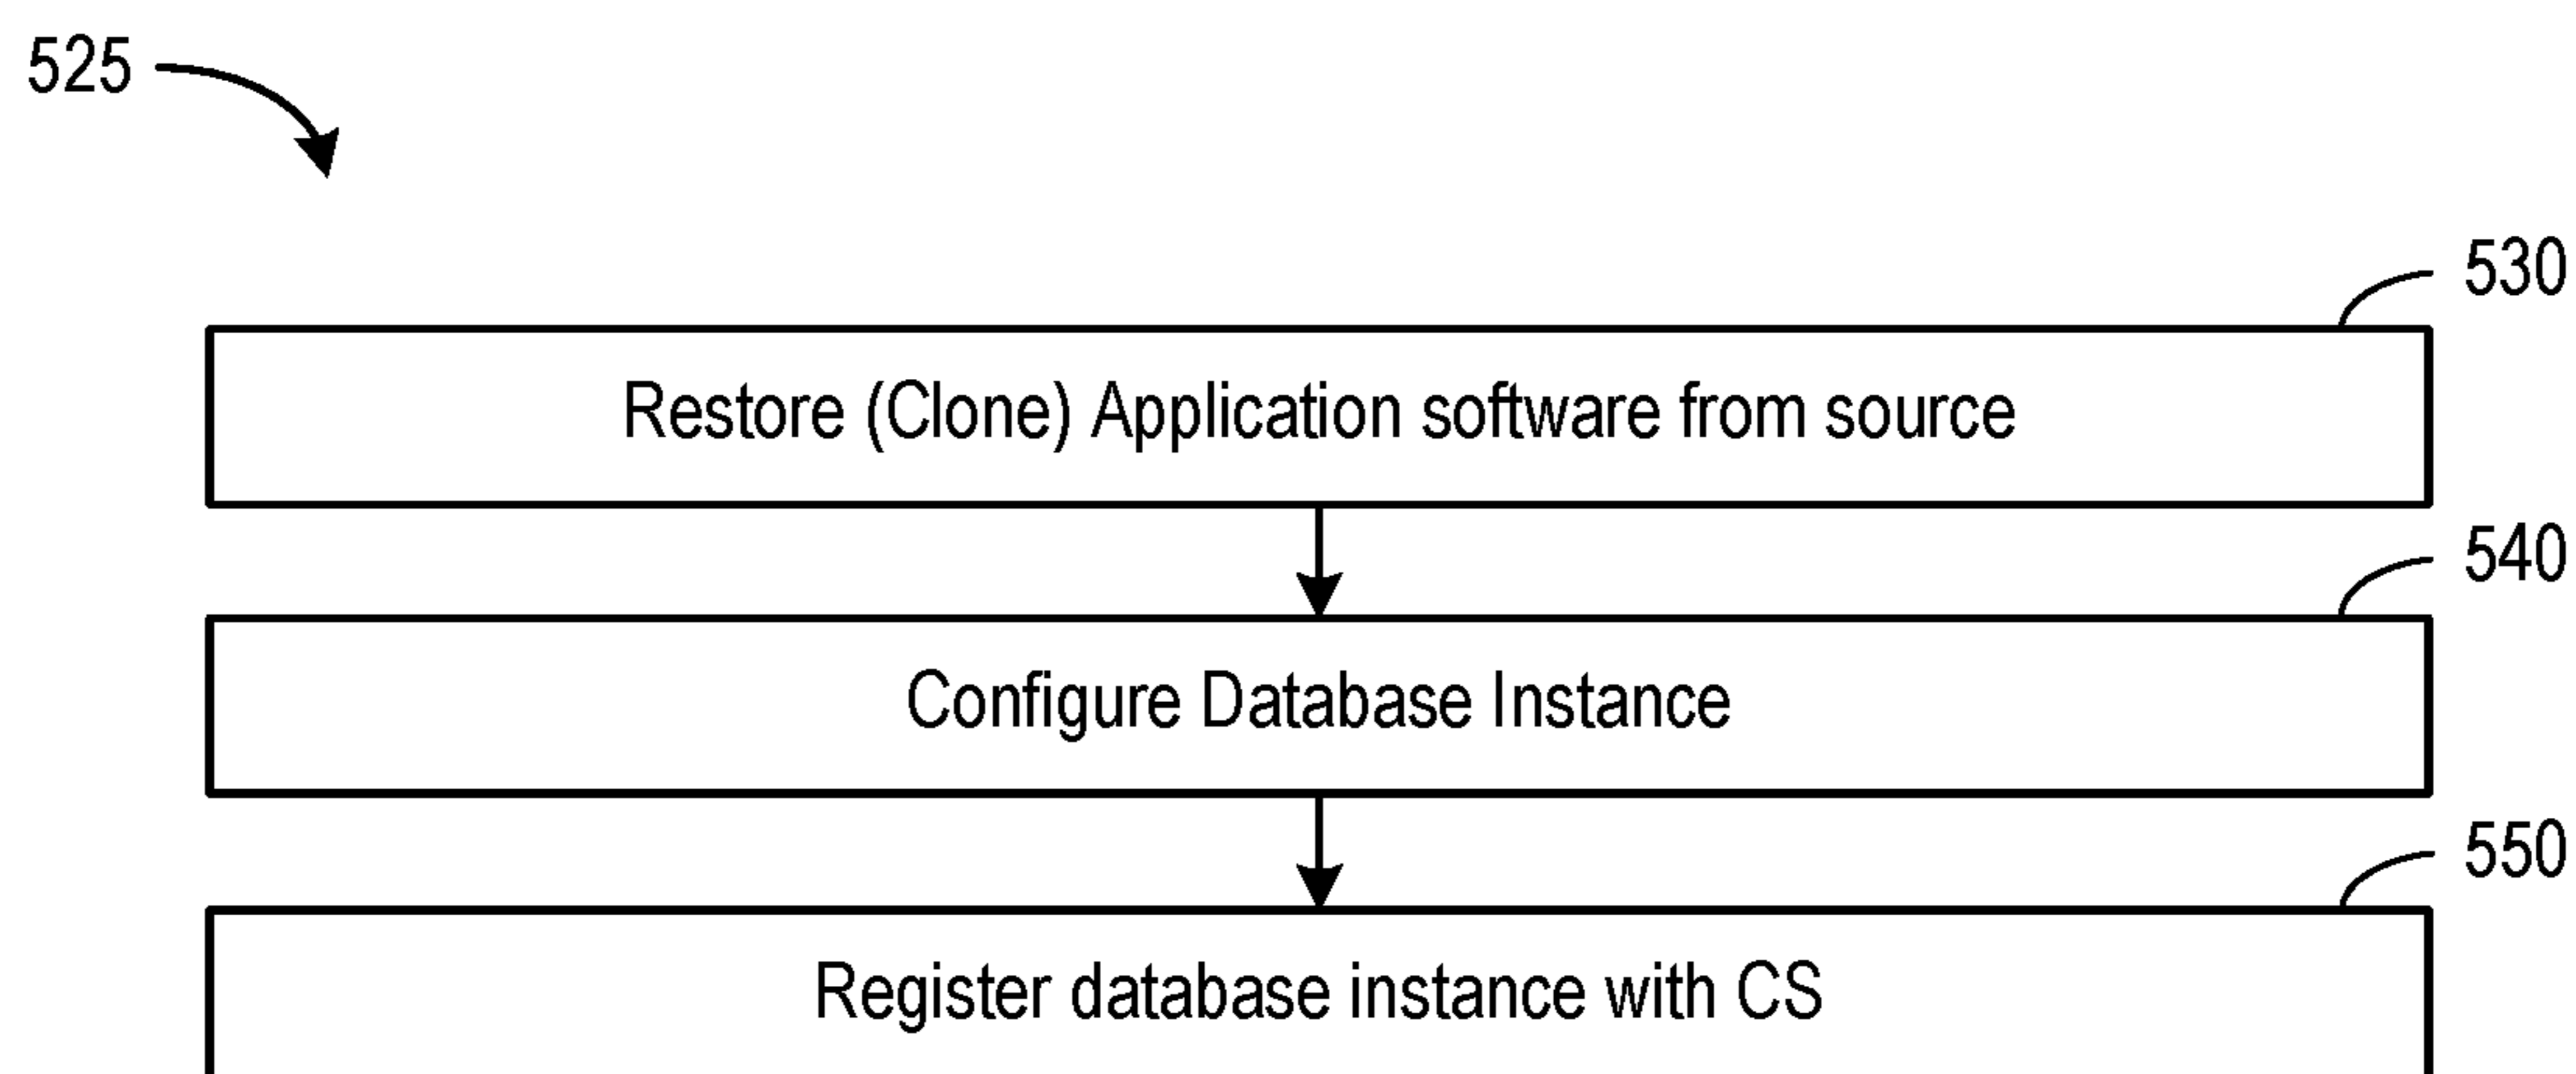 525
530
Restore (Clone) Application software from source
540
Configure Database Instance
550
Register database instance with CS